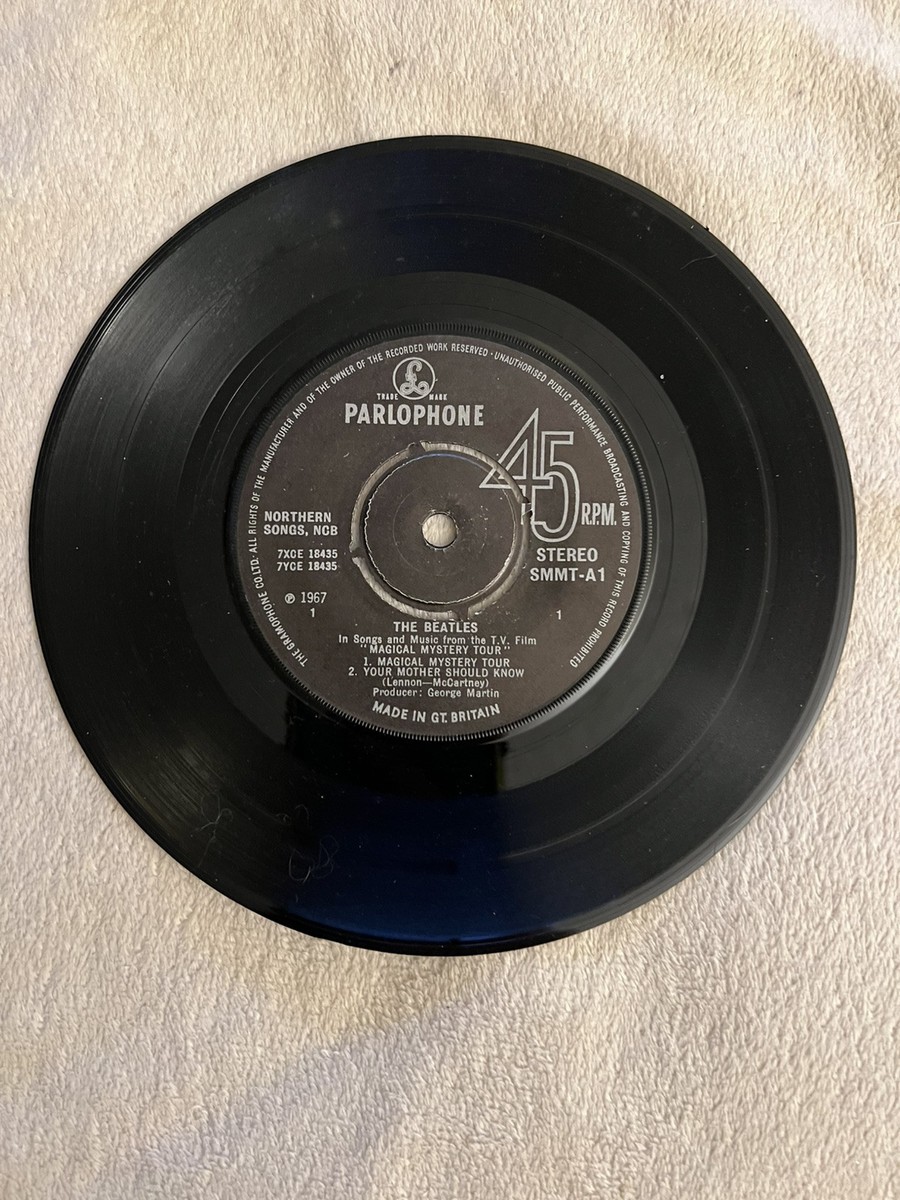 THE GRAMOPHONE CO.LTD.·ALL RIGHTS OF THE MANUFACTURER AND OF THE OWNER OF THE RECORDED WORK RESERVED·UNAUTHORISED PUBLIC PERFORMANCE BROADCASTING AND COPYING OF THIS RECORD PROHIBITED
£
TRADE MARK
PARLOPHONE
45 R.P.M.
NORTHERN
SONGS, NCB
7XCE 18435
7YCE 18435
℗ 1967
1
STEREO
SMMT-A1
1
THE BEATLES
In Songs and Music from the T.V. Film
"MAGICAL MYSTERY TOUR"
1. MAGICAL MYSTERY TOUR
2. YOUR MOTHER SHOULD KNOW
(Lennon—McCartney)
Producer: George Martin
MADE IN GT. BRITAIN